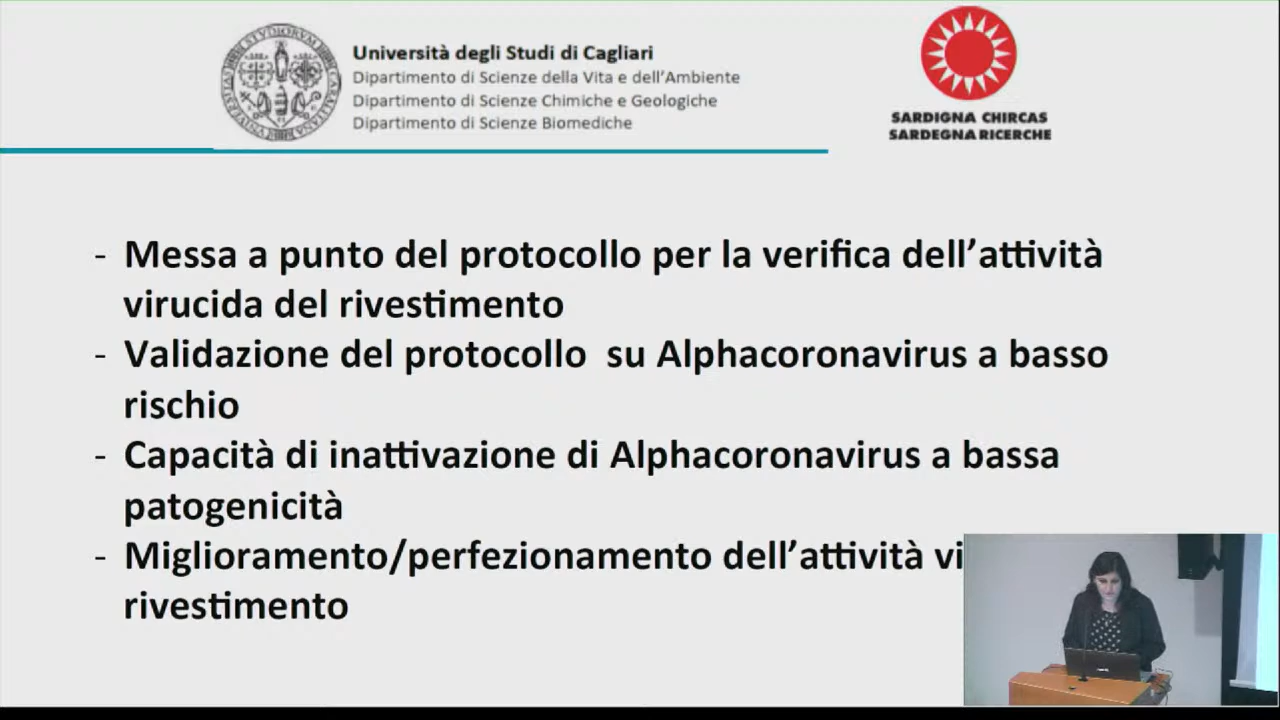 Università degli Studi di Cagliari
Dipartimento di Scienze della Vita e dell'Ambiente
Dipartimento di Scienze Chimiche e Geologiche
Dipartimento di Scienze Biomediche
SARDIGNA CHIRCAS
SARDEGNA RICERCHE
- Messa a punto del protocollo per la verifica dell'attività
virucida del rivestimento
- Validazione del protocollo su Alphacoronavirus a basso
rischio
- Capacità di inattivazione di Alphacoronavirus a bassa
patogenicità
- Miglioramento/perfezionamento dell'attività vi
rivestimento